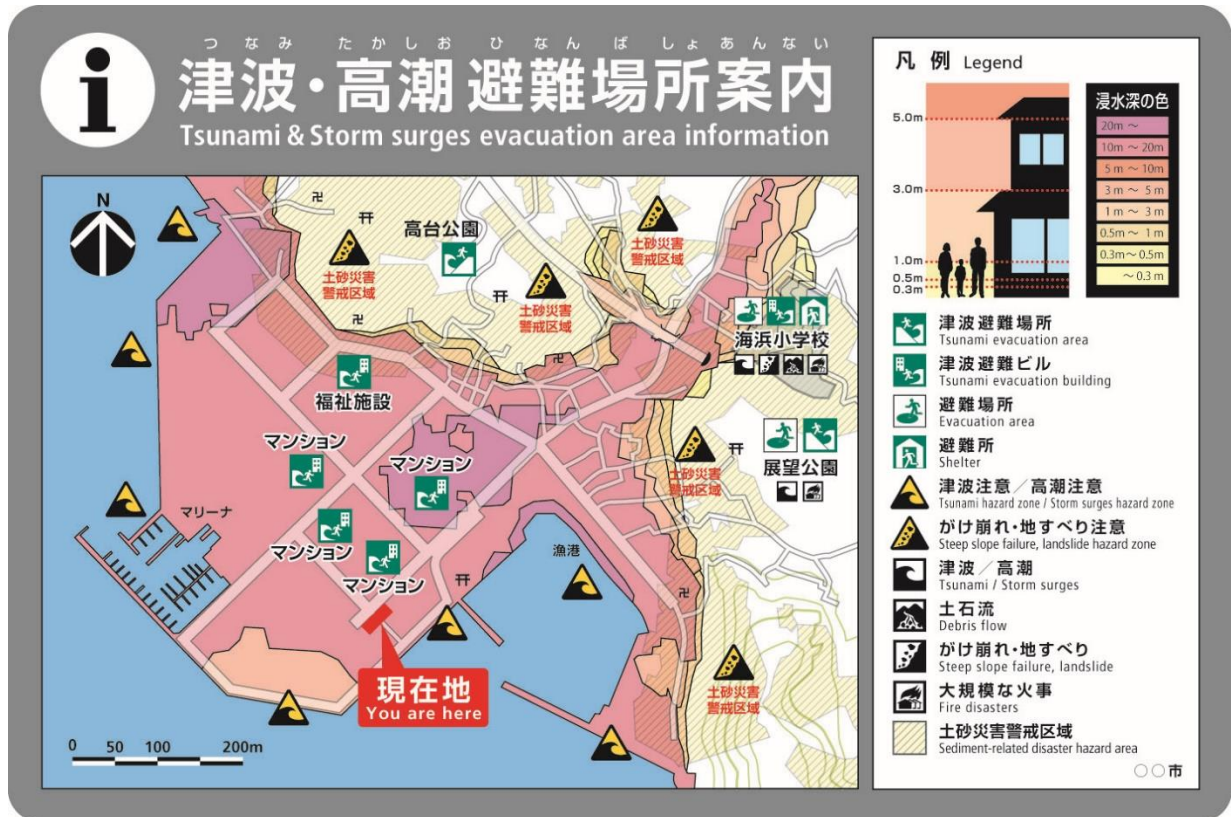 つなみ たかしお ひなんばしょあんない
津波・高潮 避難場所案内
Tsunami & Storm surges evacuation area information
N
高台公園
土砂災害
警戒区域
土砂災害
警戒区域
土砂災害
警戒区域
海浜小学校
福祉施設
マンション
マンション
土砂災害
警戒区域
展望公園
マリーナ
マンション
マンション
漁港
土砂災害
警戒区域
現在地
You are here
0 50 100 200m
凡例 Legend
5.0m
3.0m
1.0m
0.5m
0.3m
浸水深の色
20m ～
10m ～ 20m
5 m ～ 10m
3 m ～ 5 m
1 m ～ 3 m
0.5m ～ 1 m
0.3m～ 0.5m
～ 0.3 m
津波避難場所
Tsunami evacuation area
津波避難ビル
Tsunami evacuation building
避難場所
Evacuation area
避難所
Shelter
津波注意／高潮注意
Tsunami hazard zone / Storm surges hazard zone
がけ崩れ・地すべり注意
Steep slope failure, landslide hazard zone
津波／高潮
Tsunami / Storm surges
土石流
Debris flow
がけ崩れ・地すべり
Steep slope failure, landslide
大規模な火事
Fire disasters
土砂災害警戒区域
Sediment-related disaster hazard area
○○市